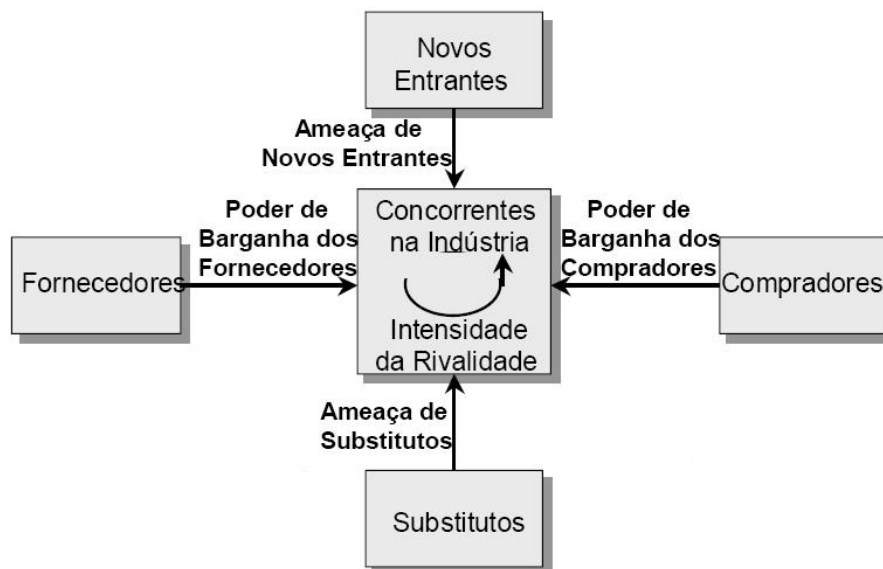 Novos
Entrantes
Ameaça de
Novos Entrantes
Poder de
Barganha dos
Fornecedores
Concorrentes
na Indústria
Poder de
Barganha dos
Compradores
Fornecedores
Compradores
Intensidade
da Rivalidade
Ameaça de
Substitutos
Substitutos